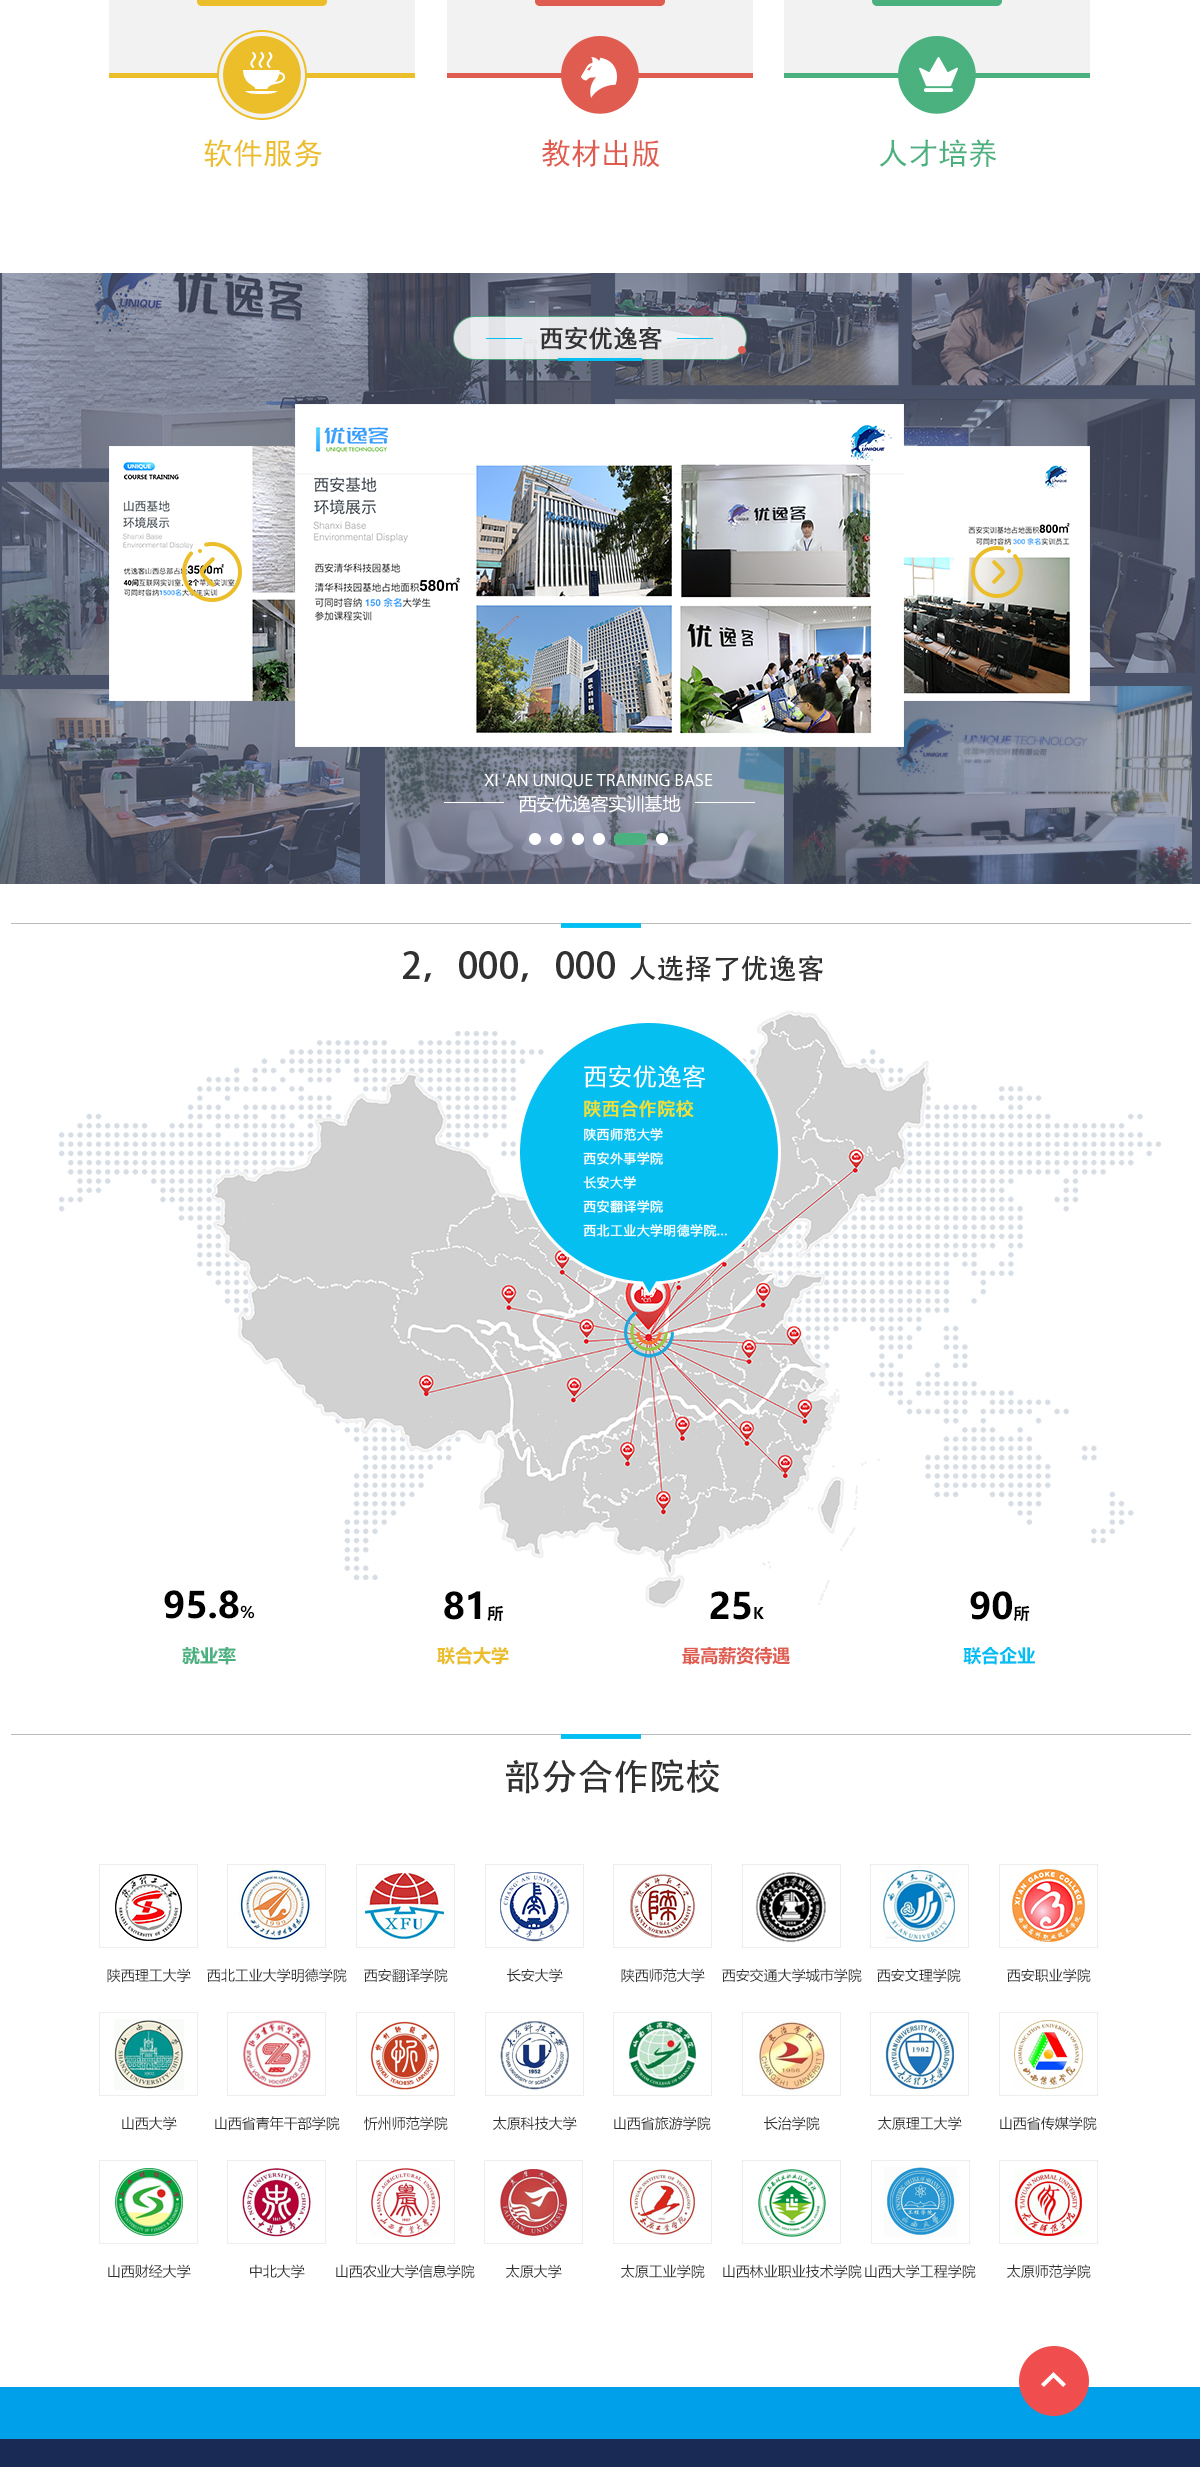 软件服务
教材出版
人才培养
优逸客
UNIQUE
西安优逸客
UNIQUE
COURSE TRAINING
山西基地
环境展示
Shanxi Base
Environmental Display
优逸客山西总部占
3500㎡
40间互联网实训室
可同时容纳1500名大学生实训
优逸客
UNIQUE TECHNOLOGY
UNIQUE
西安基地
环境展示
Shanxi Base
Environmental Display
西安清华科技园基地
清华科技园基地占地面积580㎡
可同时容纳 150 余名大学生
参加课程实训
优逸客
优逸客
UNIQUE
西安实训基地占地面积800㎡
可同时容纳 300 余名实训员工
UNIQUE TECHNOLOGY
XI 'AN UNIQUE TRAINING BASE
西安优逸客实训基地
2，000，000 人选择了优逸客
西安优逸客
陕西合作院校
陕西师范大学
西安外事学院
长安大学
西安翻译学院
西北工业大学明德学院...
95.8% 81所 25K 90所
就业率 联合大学 最高薪资待遇 联合企业
部分合作院校
XFU
陕西理工大学 西北工业大学明德学院 西安翻译学院 长安大学 陕西师范大学 西安交通大学城市学院 西安文理学院 西安职业学院
山西大学 山西省青年干部学院 忻州师范学院 太原科技大学 山西省旅游学院 长治学院 太原理工大学 山西省传媒学院
山西财经大学 中北大学 山西农业大学信息学院 太原大学 太原工业学院 山西林业职业技术学院 山西大学工程学院 太原师范学院